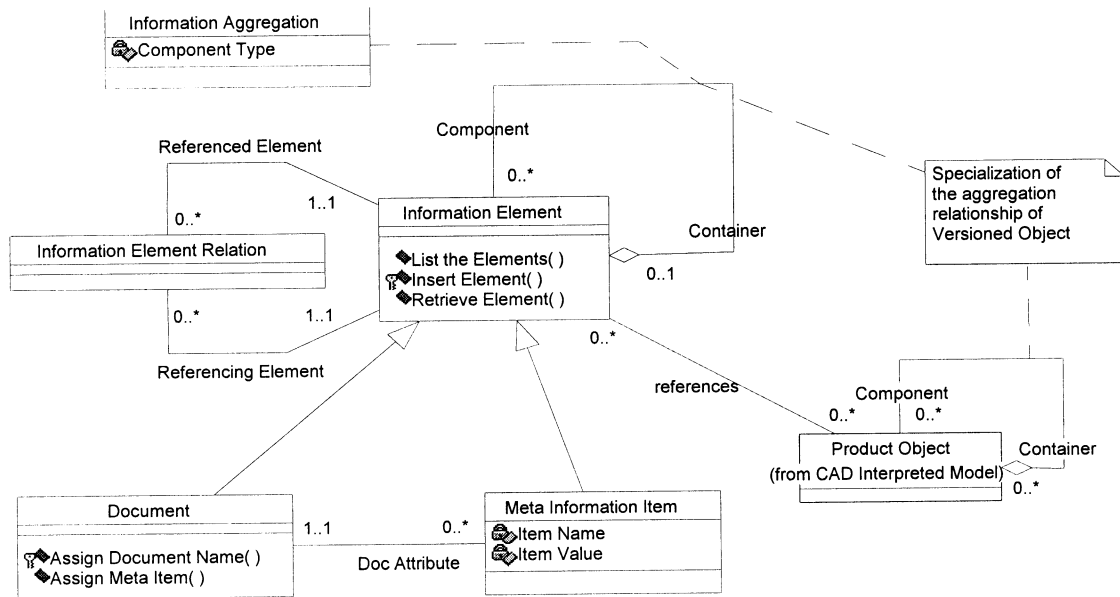 Information Aggregation
Component Type
Component
Referenced Element
0..*
1..1
0..*
Information Element
List the Elements( )
Insert Element( )
Retrieve Element( )
Container
0..1
Specialization of
the aggregation
relationship of
Versioned Object
Information Element Relation
0..*
1..1
Referencing Element
0..*
references
0..*
Component
0..*
Product Object
(from CAD Interpreted Model)
Container
0..*
Document
Assign Document Name( )
Assign Meta Item( )
1..1
0..*
Doc Attribute
Meta Information Item
Item Name
Item Value